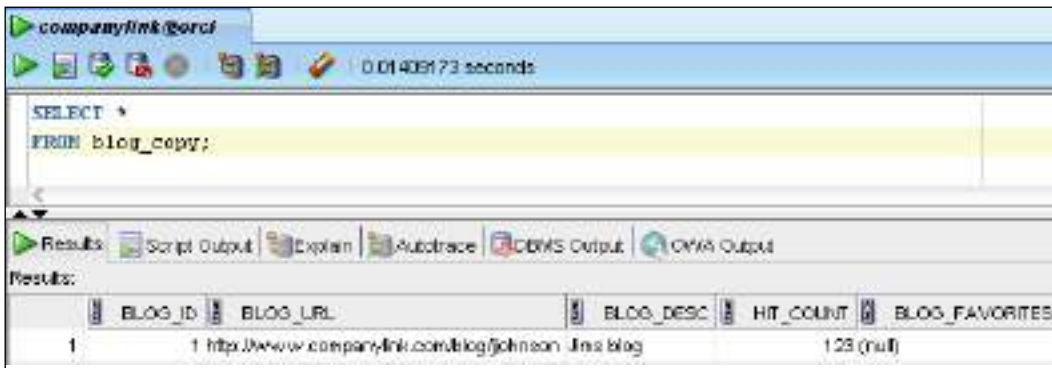 companylink@orcl
0.01409173 seconds
SELECT *
FROM blog_copy;
Results Script Output Explain Autotrace DBMS Output OWA Output
Results:
BLOG_ID BLOG_URL BLOG_DESC HIT_COUNT BLOG_FAVORITES
1 1 http://www.companylink.com/blog/johnson Jims blog 123 (null)